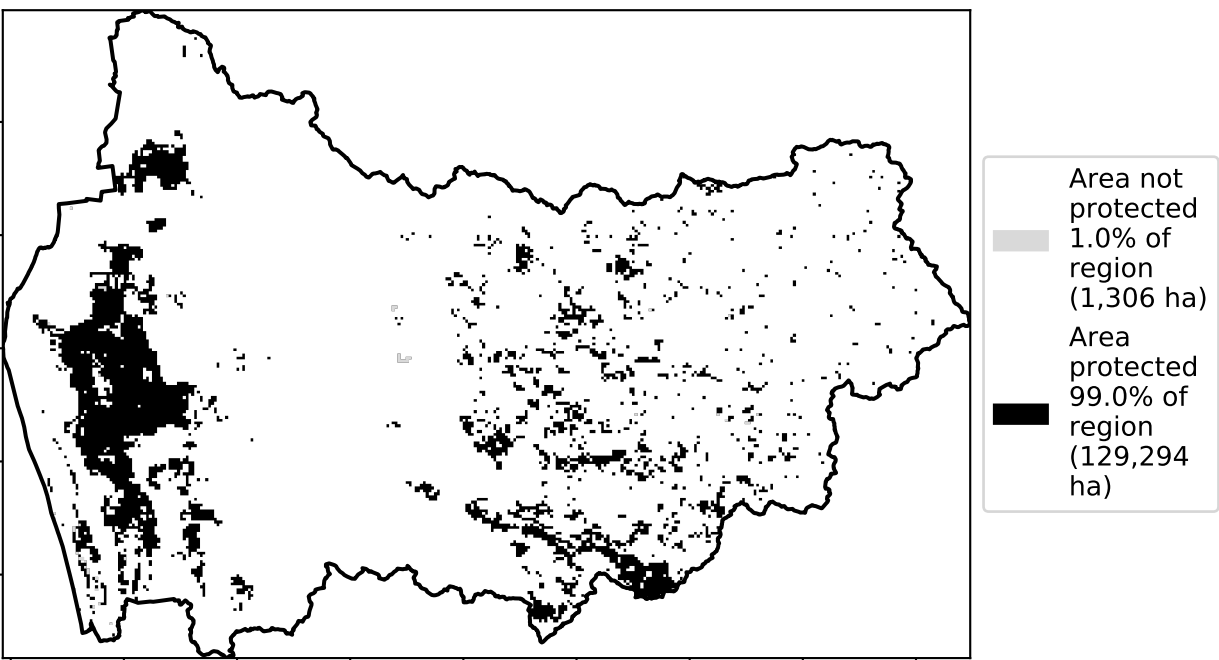 Area not
protected
1.0% of
region
(1,306 ha)
Area
protected
99.0% of
region
(129,294
ha)